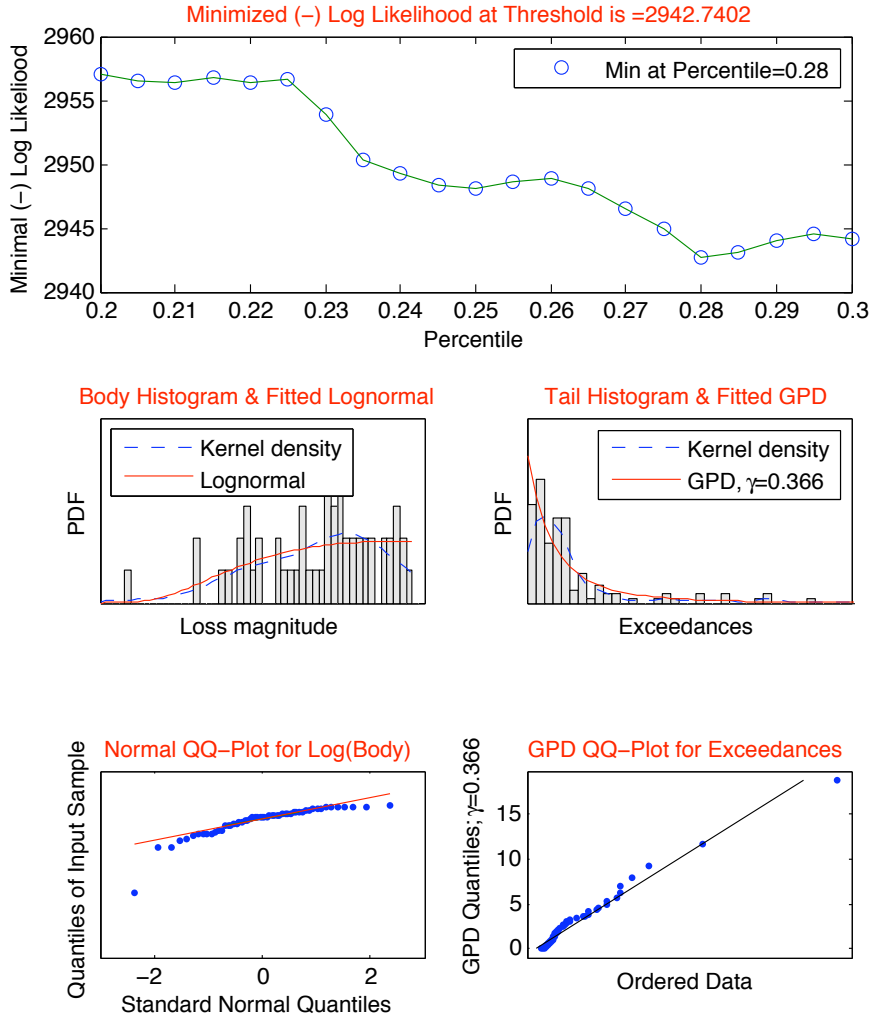 Minimized (−) Log Likelihood at Threshold is =2942.7402
Minimal (−) Log Likeliood
2960
2955
2950
2945
2940
Min at Percentile=0.28
0.2 0.21 0.22 0.23 0.24 0.25 0.26 0.27 0.28 0.29 0.3
Percentile
Body Histogram & Fitted Lognormal
PDF
Kernel density
Lognormal
Loss magnitude
Tail Histogram & Fitted GPD
PDF
Kernel density
GPD, γ=0.366
Exceedances
Normal QQ−Plot for Log(Body)
Quantiles of Input Sample
−2 0 2
Standard Normal Quantiles
GPD QQ−Plot for Exceedances
GPD Quantiles; γ=0.366
15
10
5
0
Ordered Data